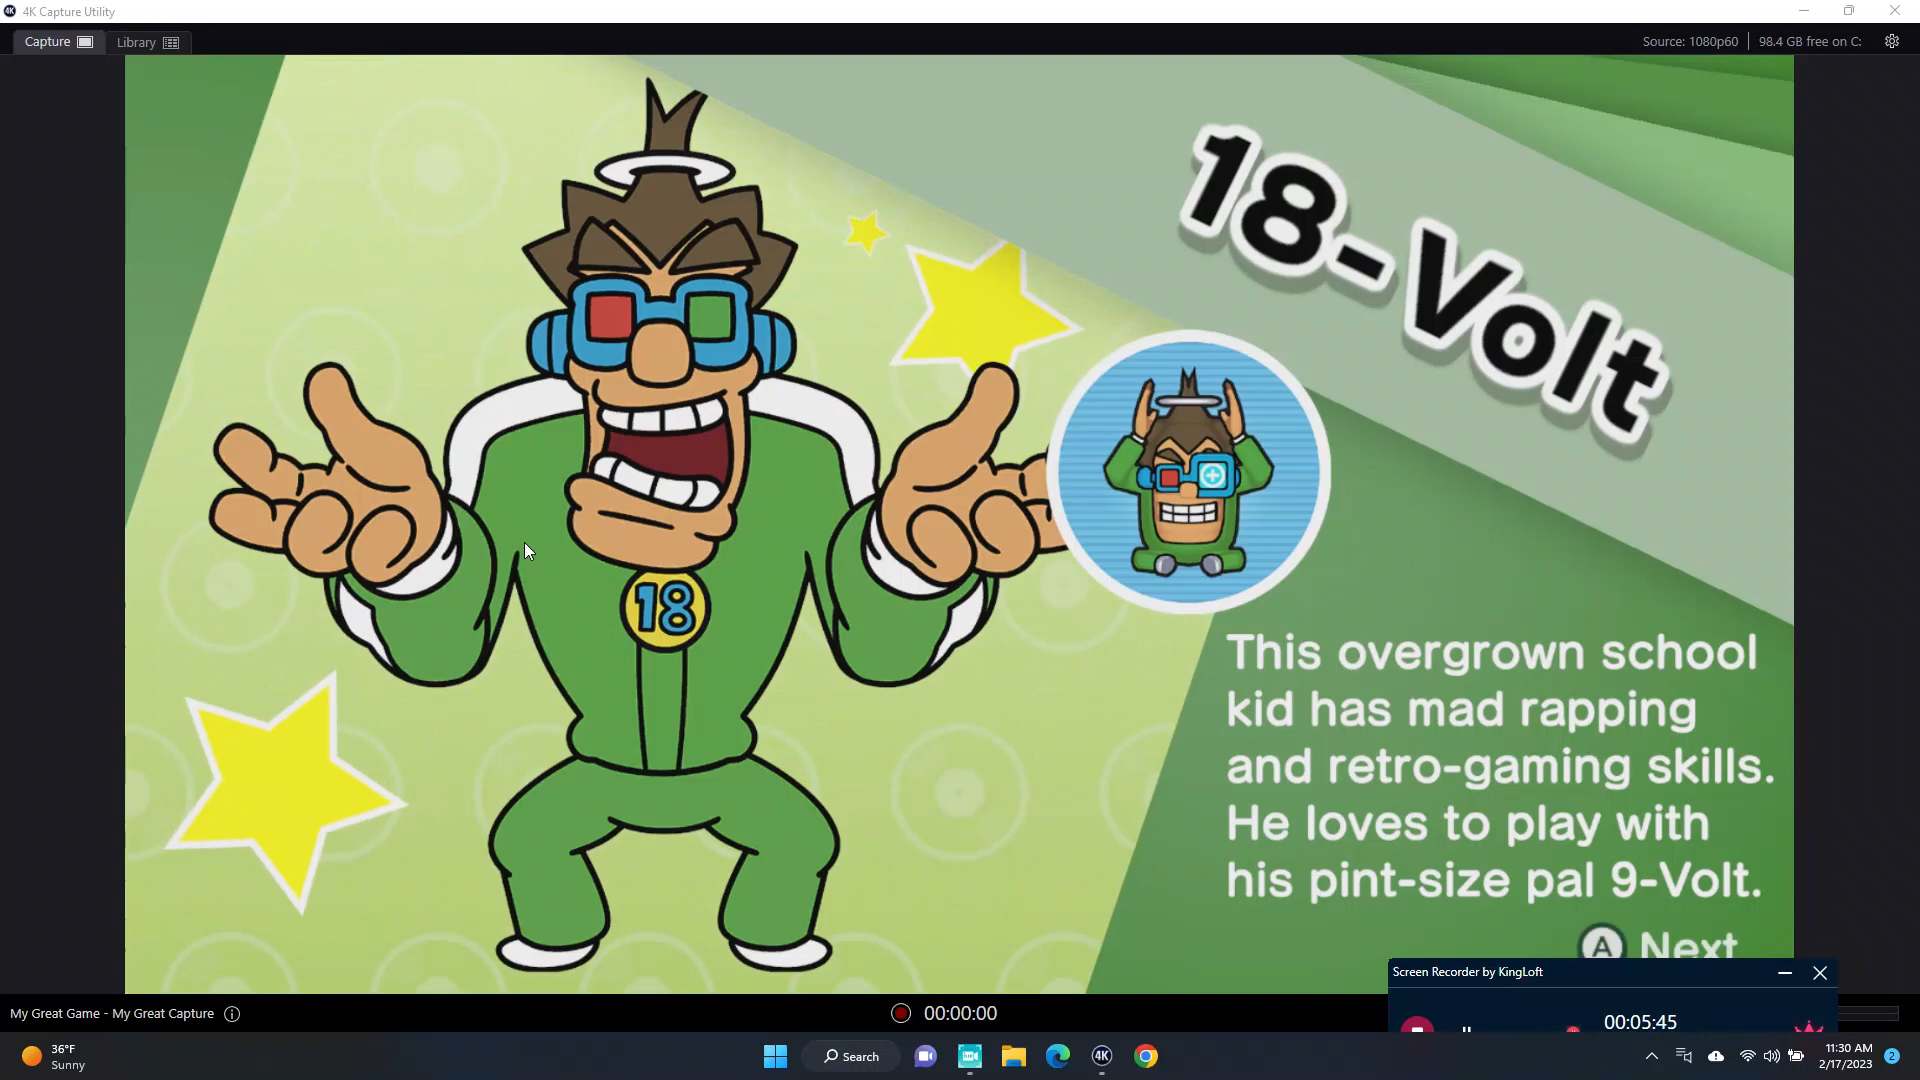 4K Capture Utility
Capture
Library
Source: 1080p60
98.4 GB free on C:
18-Volt
18
This overgrown school
kid has mad rapping
and retro-gaming skills.
He loves to play with
his pint-size pal 9-Volt.
A Next
Screen Recorder by KingLoft
00:05:45
My Great Game - My Great Capture
00:00:00
36°F
Sunny
Search
4K
11:30 AM
2/17/2023
2